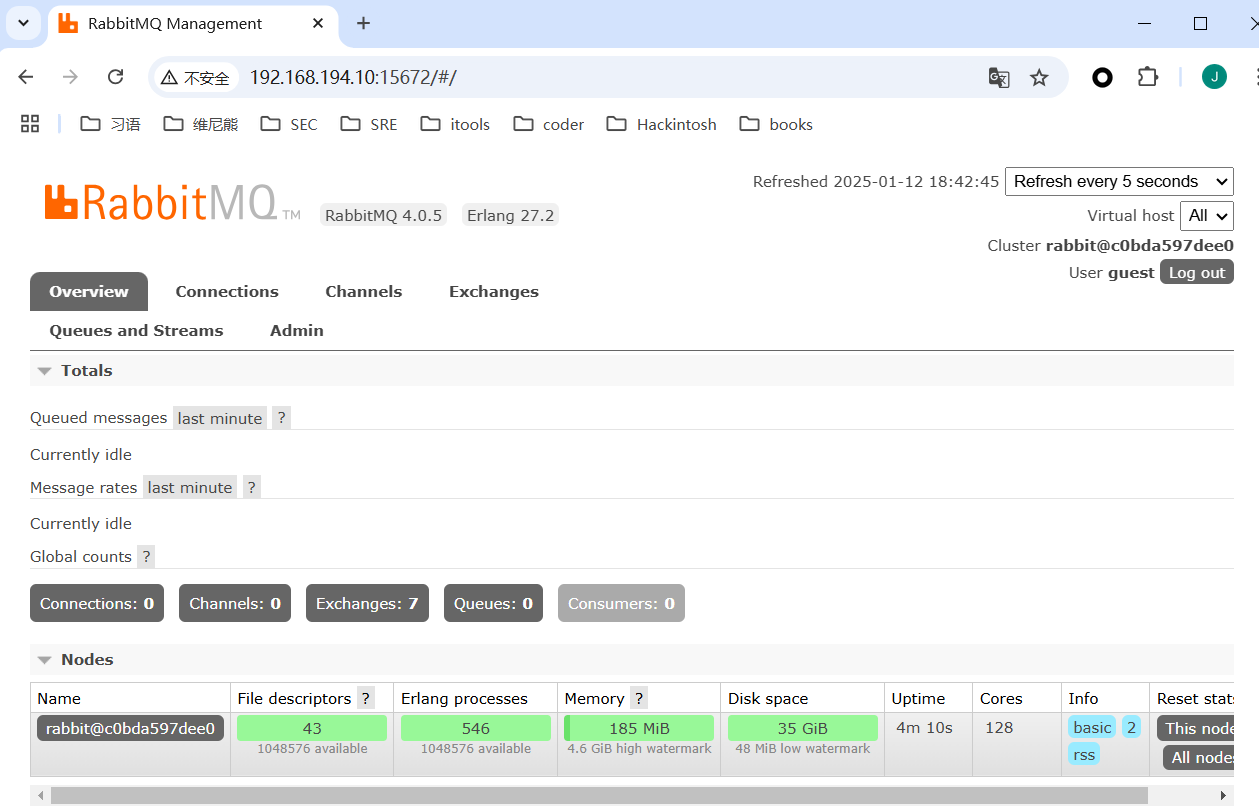 RabbitMQ Management
不安全 192.168.194.10:15672/#/
J
习语 维尼熊 SEC SRE itools coder Hackintosh books
Refreshed 2025-01-12 18:42:45 Refresh every 5 seconds
RabbitMQ TM RabbitMQ 4.0.5 Erlang 27.2
Virtual host All
Cluster rabbit@c0bda597dee0
User guest Log out
Overview Connections Channels Exchanges
Queues and Streams Admin
Totals
Queued messages last minute ?
Currently idle
Message rates last minute ?
Currently idle
Global counts ?
Connections: 0 Channels: 0 Exchanges: 7 Queues: 0 Consumers: 0
Nodes
Name File descriptors ? Erlang processes Memory ? Disk space Uptime Cores Info Reset stats
rabbit@c0bda597dee0 43 546 185 MiB 35 GiB 4m 10s 128 basic 2 This node
1048576 available 1048576 available 4.6 GiB high watermark 48 MiB low watermark rss All nodes